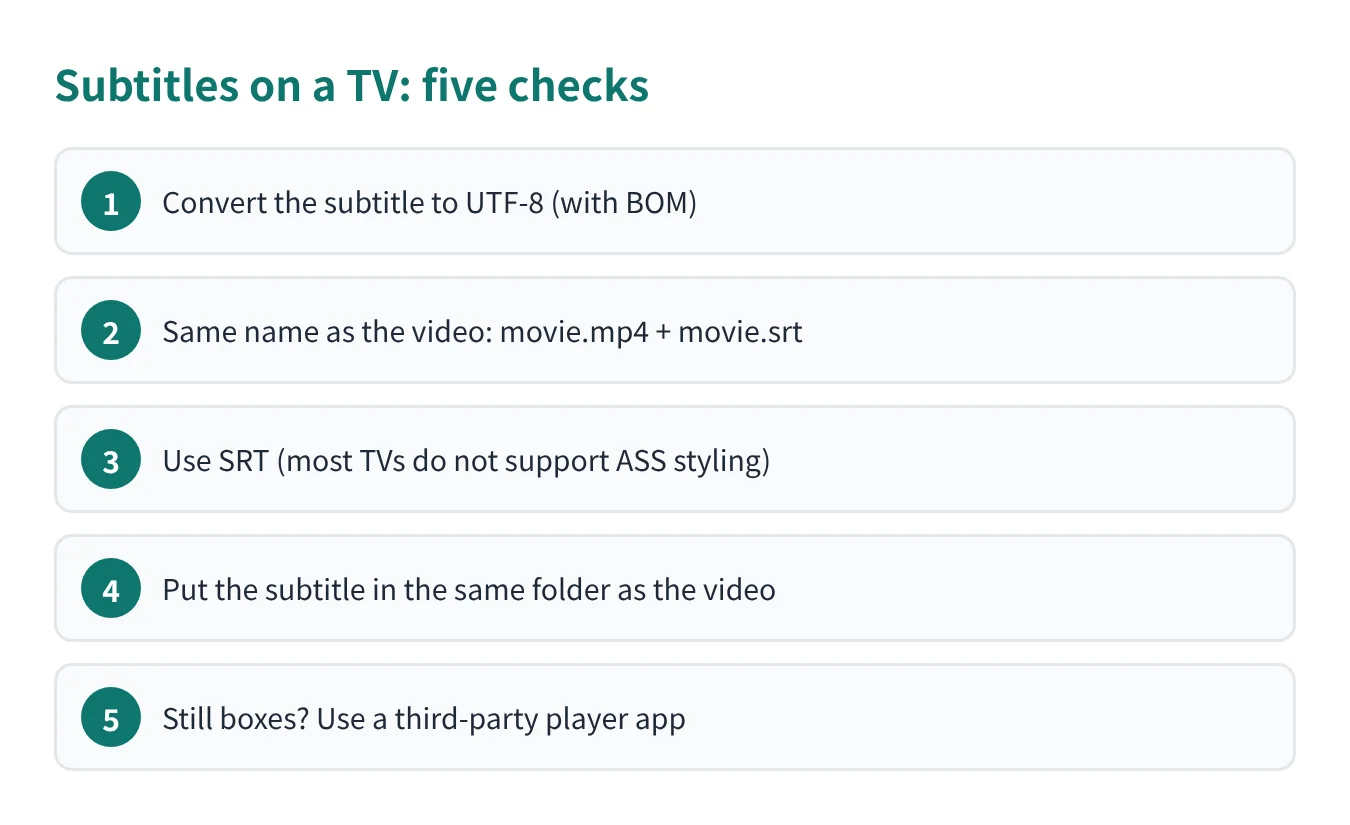 Subtitles on a TV: five checks
1 Convert the subtitle to UTF-8 (with BOM)
2 Same name as the video: movie.mp4 + movie.srt
3 Use SRT (most TVs do not support ASS styling)
4 Put the subtitle in the same folder as the video
5 Still boxes? Use a third-party player app